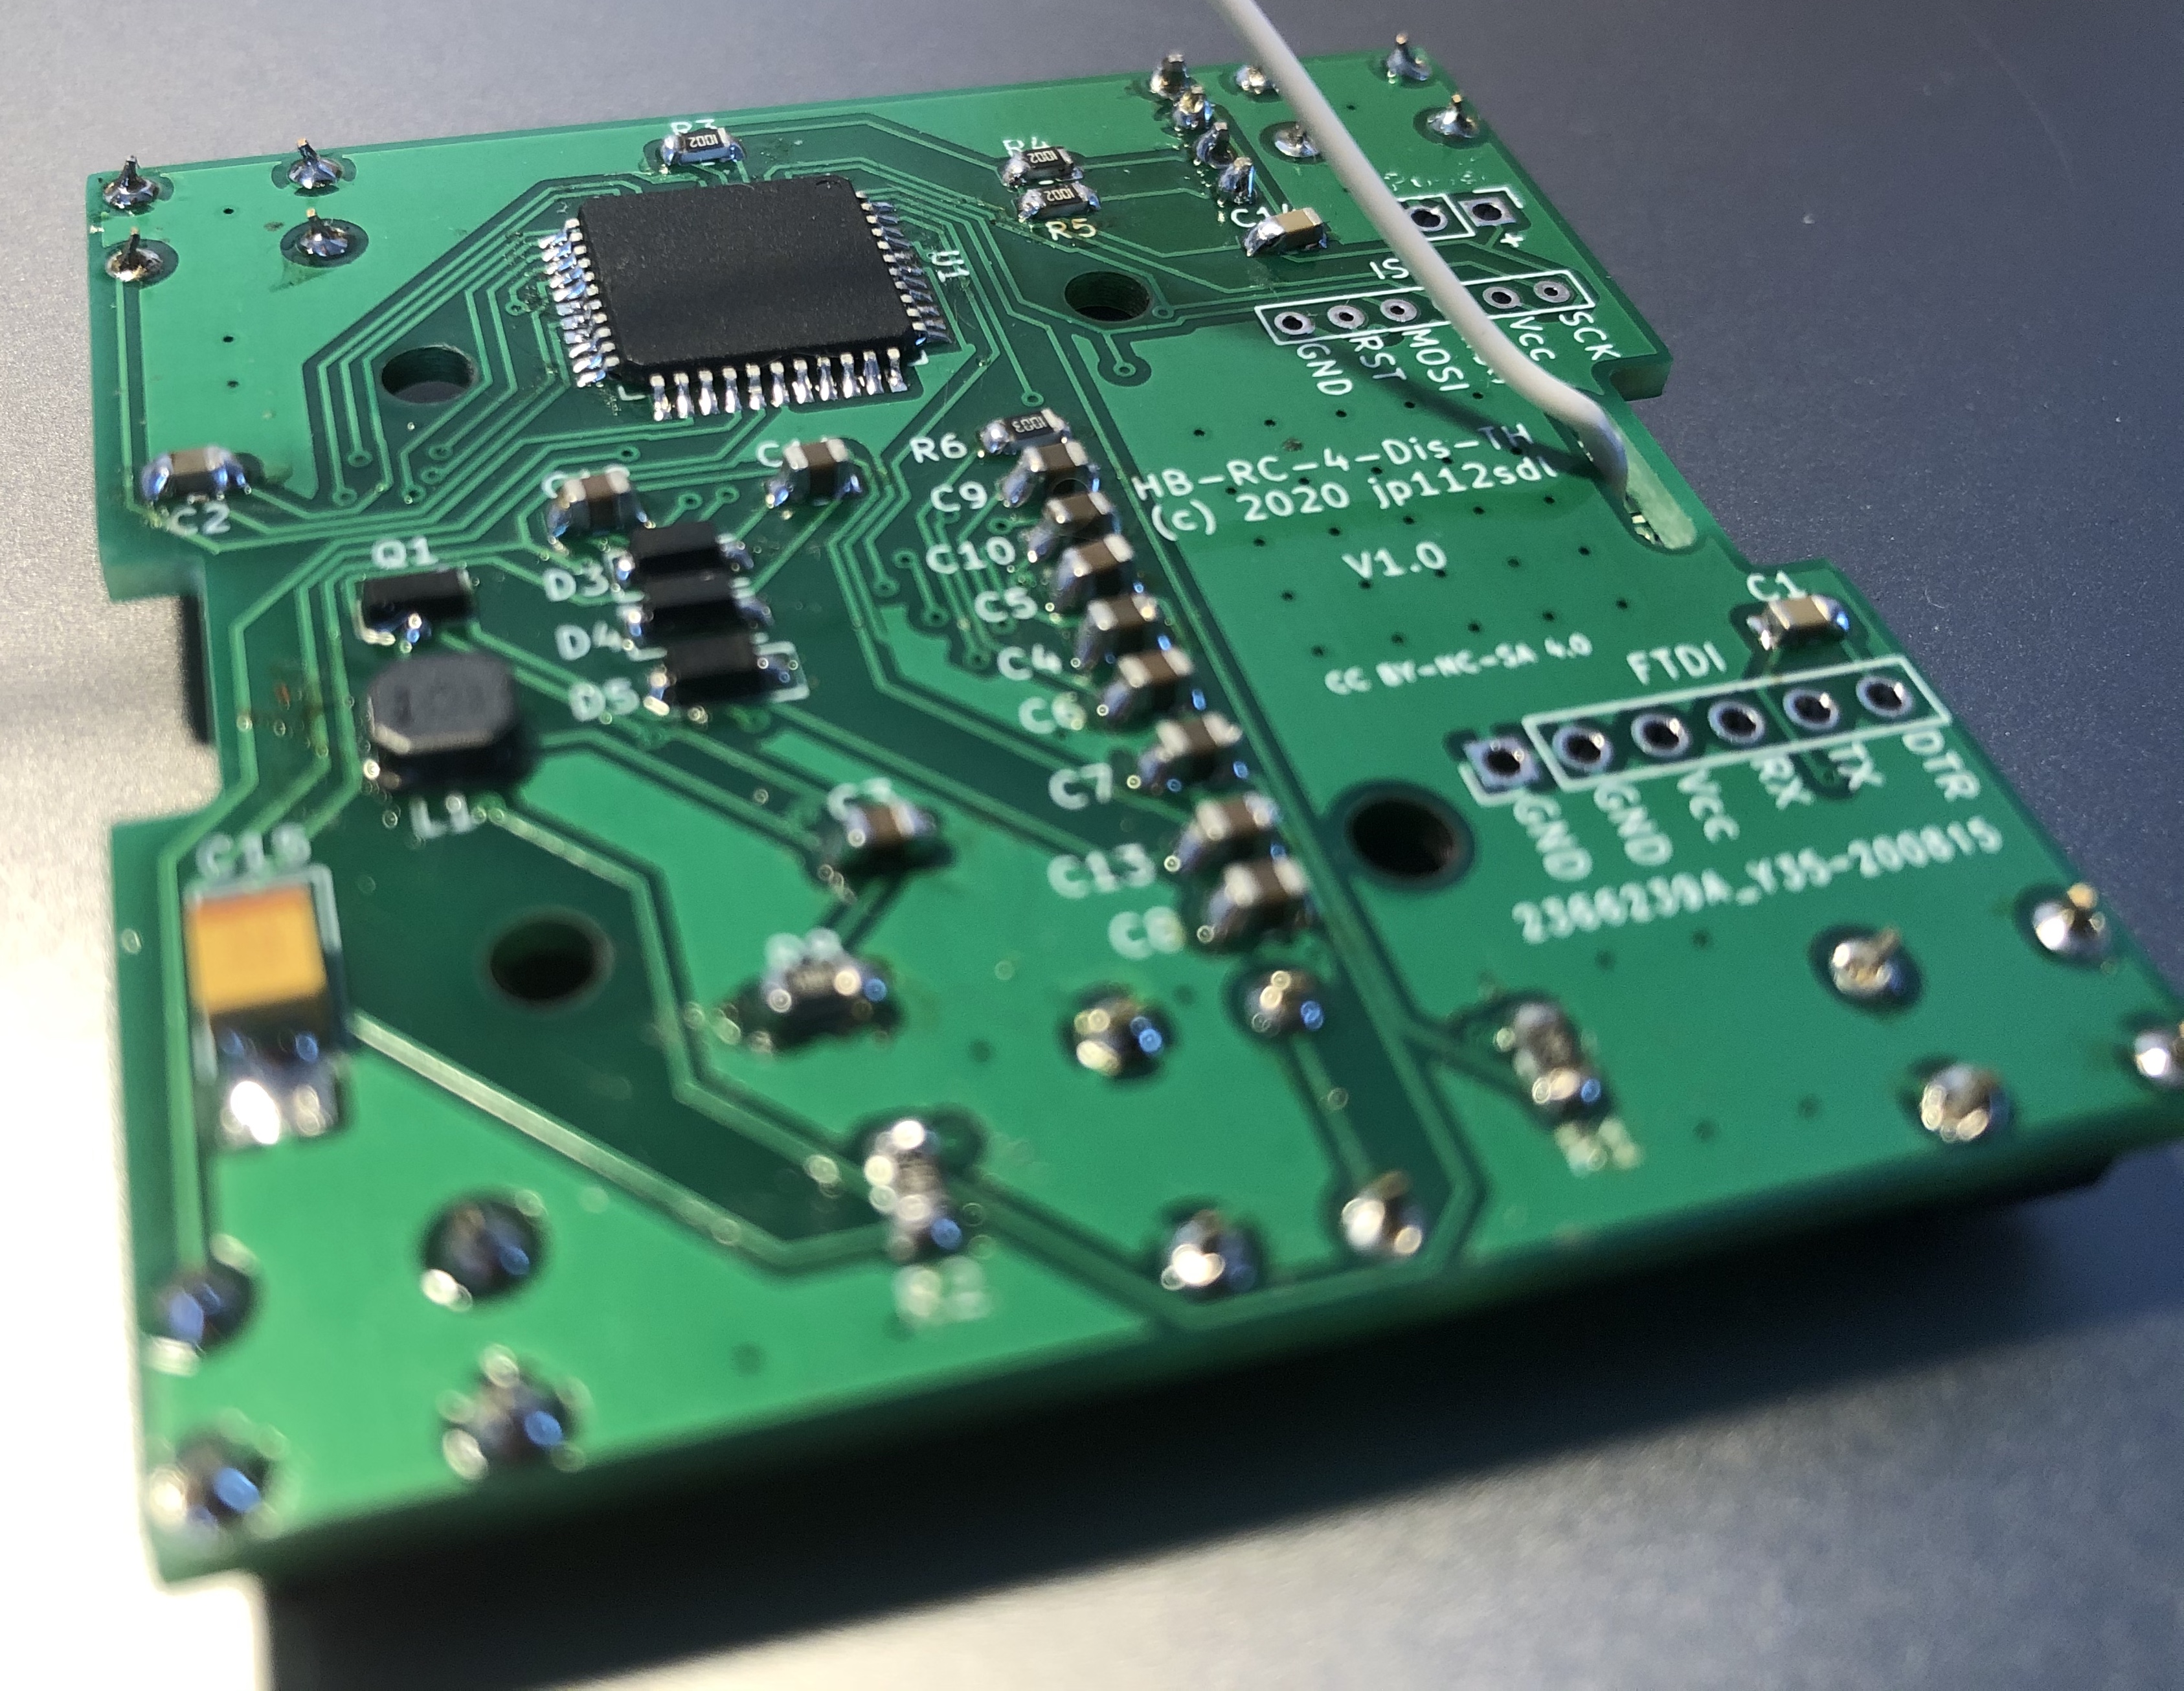 R3
1002
R4
1002
1002
R5
U1
+
SCK
VCC
MOSI
RST
GND
R6
1003
C2
C9
HB-RC-4-Dis-TH
(c) 2020 jp112sdl
C10
V1.0
Q1
D3
C5
C1
D4
C4
CC BY-NC-SA 4.0
FTDI
D5
C6
DTR
TX
RX
VCC
GND
GND
L1
C7
C15
C13
2366239A_Y35-200815
C8